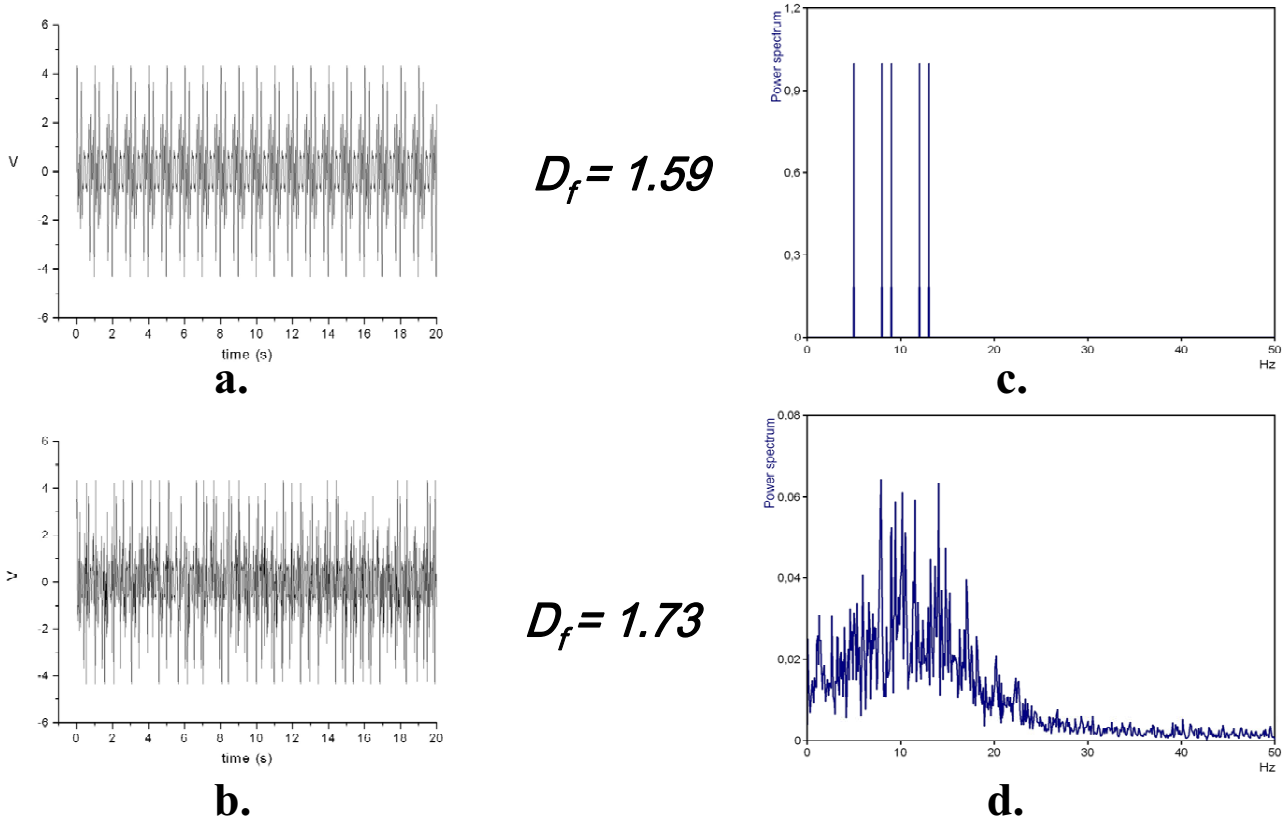 6
4
2
V
0
-2
-4
-6
0 2 4 6 8 10 12 14 16 18 20
time (s)
a.
D_f = 1.59
1,2
Power spectrum
0,9
0,6
0,3
0
0 10 20 30 40 50
Hz
c.
6
4
2
V
0
-2
-4
-6
0 2 4 6 8 10 12 14 16 18 20
time (s)
b.
D_f = 1.73
0,08
Power spectrum
0,06
0,04
0,02
0
0 10 20 30 40 50
Hz
d.